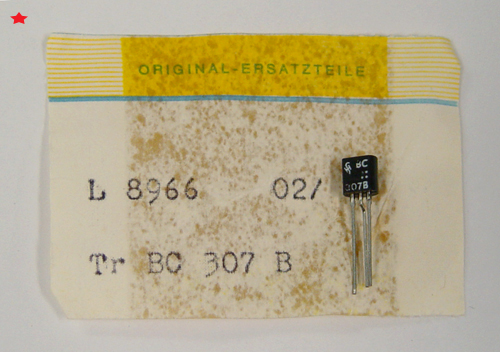 ORIGINAL-ERSATZTEILE
L 8966 02/
Tr BC 307 B
BC
307B